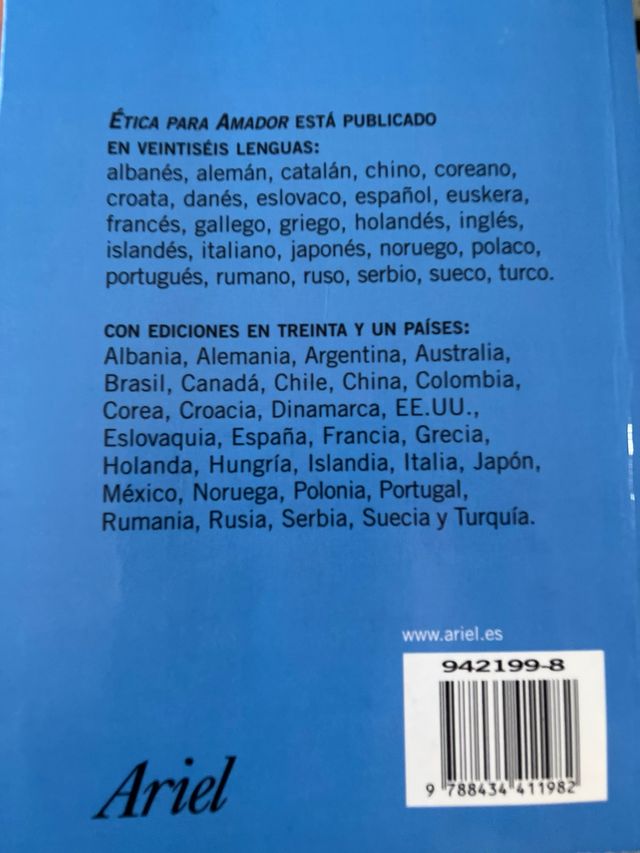 ÉTICA PARA AMADOR ESTÁ PUBLICADO
EN VEINTISÉIS LENGUAS:
albanés, alemán, catalán, chino, coreano,
croata, danés, eslovaco, español, euskera,
francés, gallego, griego, holandés, inglés,
islandés, italiano, japonés, noruego, polaco,
portugués, rumano, ruso, serbio, sueco, turco.
CON EDICIONES EN TREINTA Y UN PAÍSES:
Albania, Alemania, Argentina, Australia,
Brasil, Canadá, Chile, China, Colombia,
Corea, Croacia, Dinamarca, EE.UU.,
Eslovaquia, España, Francia, Grecia,
Holanda, Hungría, Islandia, Italia, Japón,
México, Noruega, Polonia, Portugal,
Rumania, Rusia, Serbia, Suecia y Turquía.
www.ariel.es
942199-8
9 788434 411982
Ariel